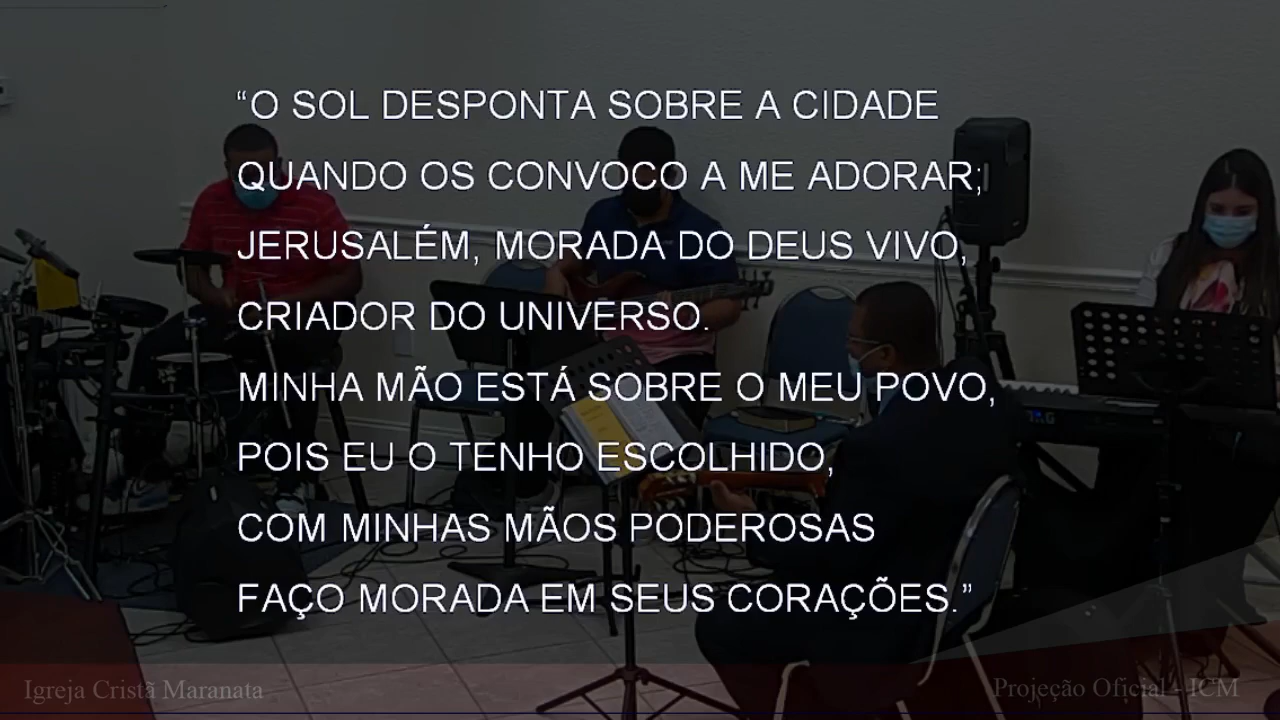 “O SOL DESPONTA SOBRE A CIDADE
QUANDO OS CONVOCO A ME ADORAR;
JERUSALÉM, MORADA DO DEUS VIVO,
CRIADOR DO UNIVERSO.
MINHA MÃO ESTÁ SOBRE O MEU POVO,
POIS EU O TENHO ESCOLHIDO,
COM MINHAS MÃOS PODEROSAS
FAÇO MORADA EM SEUS CORAÇÕES.”
Igreja Cristã Maranata
Projeção Oficial - ICM